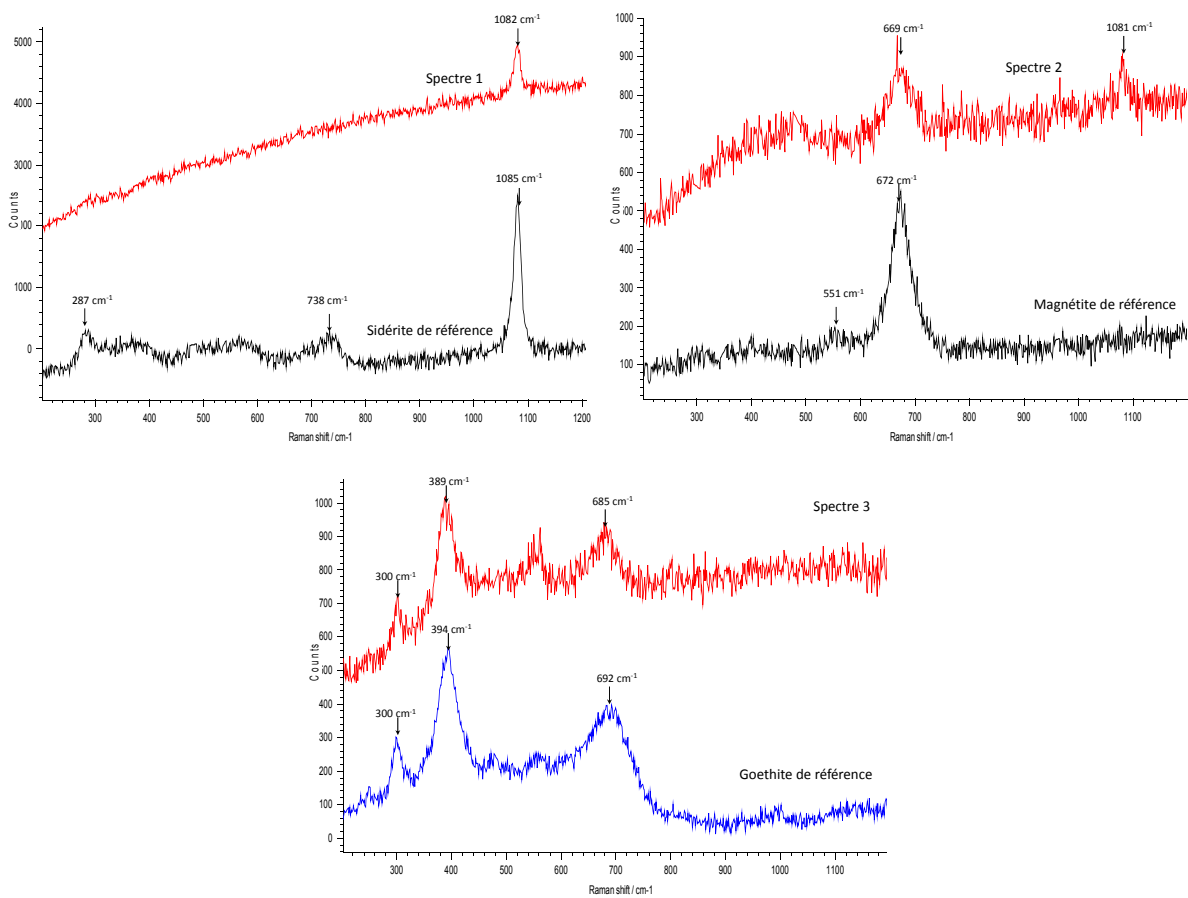 1082 cm-1
5000
Spectre 1
4000
3000
Counts
2000
1085 cm-1
1000
287 cm-1
738 cm-1
Sidérite de référence
0
300 400 500 600 700 800 900 1000 1100 1200
Raman shift / cm-1
1000
669 cm-1
1081 cm-1
900
Spectre 2
800
700
600
672 cm-1
Counts
500
400
551 cm-1
300
Magnétite de référence
200
100
300 400 500 600 700 800 900 1000 1100
Raman shift / cm-1
389 cm-1
1000
685 cm-1
Spectre 3
900
800
300 cm-1
700
600
394 cm-1
Counts
500
692 cm-1
400
300 cm-1
300
Goethite de référence
200
100
0
300 400 500 600 700 800 900 1000 1100
Raman shift / cm-1